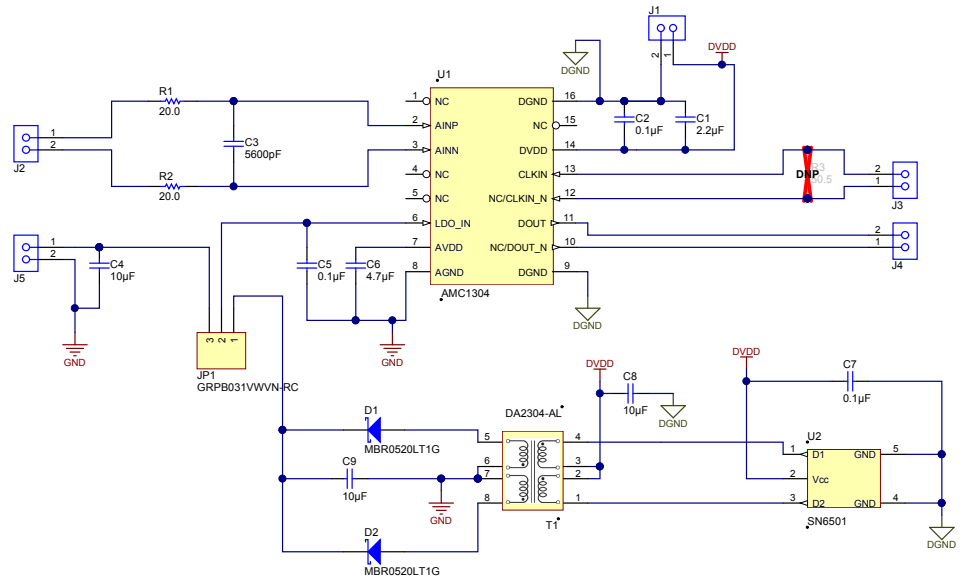 J1
2 1
DVDD
DGND
U1
R1
20.0
1 NC DGND 16
C2
0.1µF
C1
2.2µF
2 AINP NC 15
J2
1
2
C3
5600pF
3 AINN DVDD 14
4 NC CLKIN 13
R3
DNP
J3
2
1
R2
20.0
5 NC NC/CLKIN_N 12
6 LDO_IN DOUT 11
J4
2
1
7 AVDD NC/DOUT_N 10
8 AGND DGND 9
AMC1304
J5
1
2
C4
10µF
C5
0.1µF
C6
4.7µF
GND
GND
DGND
3 2 1
JP1
GRPB031VWVN-RC
DVDD
C8
10µF
DGND
DVDD
C7
0.1µF
D1
MBR0520LT1G
DA2304-AL
5 4
6 3
7 2
8 1
T1
C9
10µF
GND
D2
MBR0520LT1G
U2
1 D1 GND 5
2 Vcc
3 D2 GND 4
SN6501
DGND